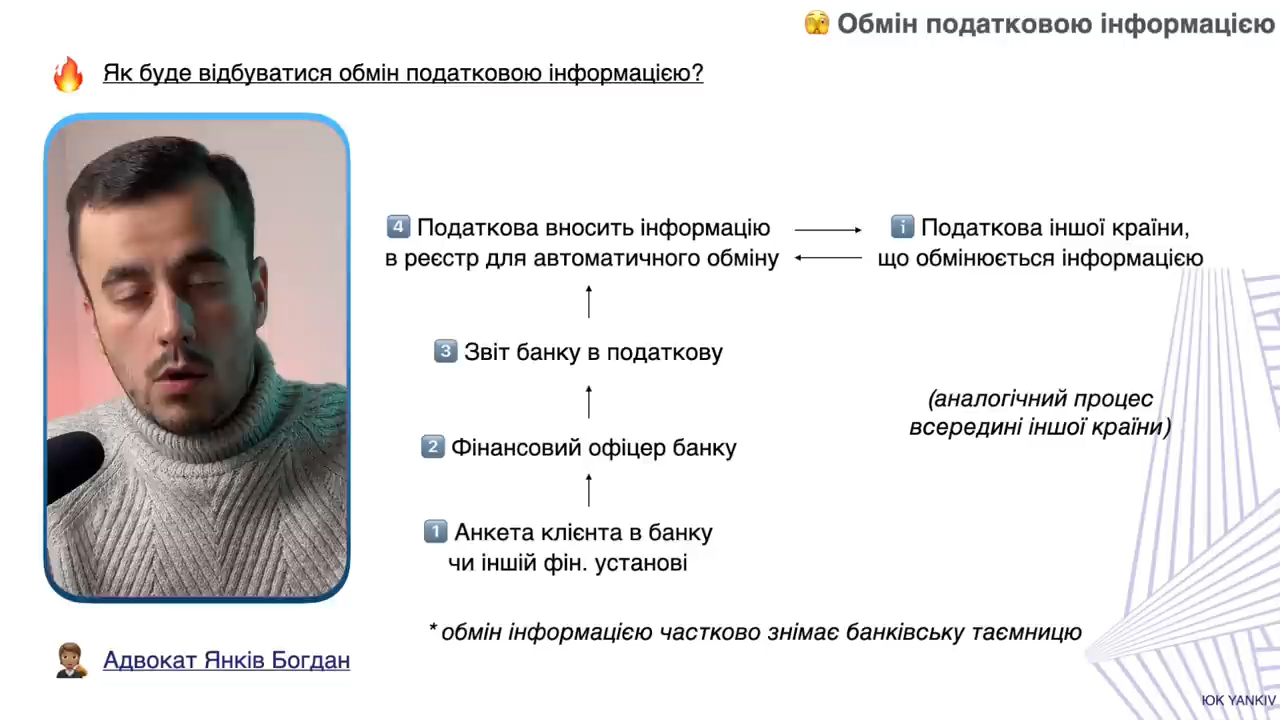 Обмін податковою інформацією
Як буде відбуватися обмін податковою інформацією?
4 Податкова вносить інформацію
в реєстр для автоматичного обміну
i Податкова іншої країни,
що обмінюється інформацією
3 Звіт банку в податкову
(аналогічний процес
всередині іншої країни)
2 Фінансовий офіцер банку
1 Анкета клієнта в банку
чи іншій фін. установі
* обмін інформацією частково знімає банківську таємницю
Адвокат Янків Богдан
ЮК YANKIV